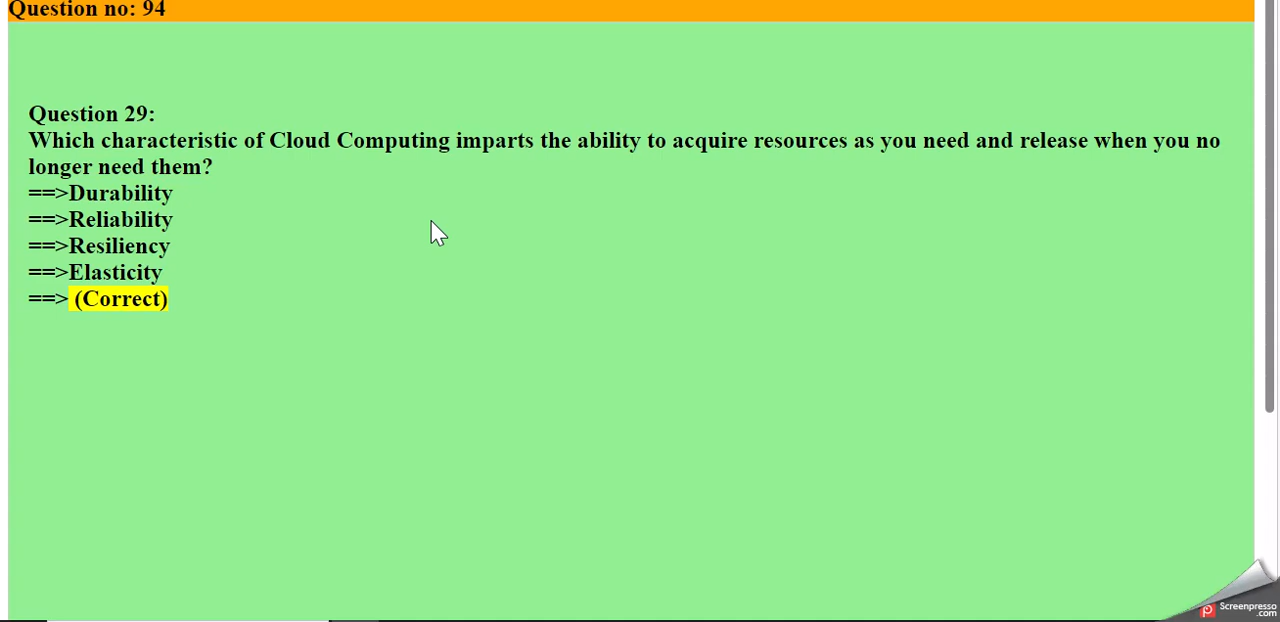 Question no: 94
Question 29:
Which characteristic of Cloud Computing imparts the ability to acquire resources as you need and release when you no
longer need them?
==>Durability
==>Reliability
==>Resiliency
==>Elasticity
==> (Correct)
Screenpresso
.com